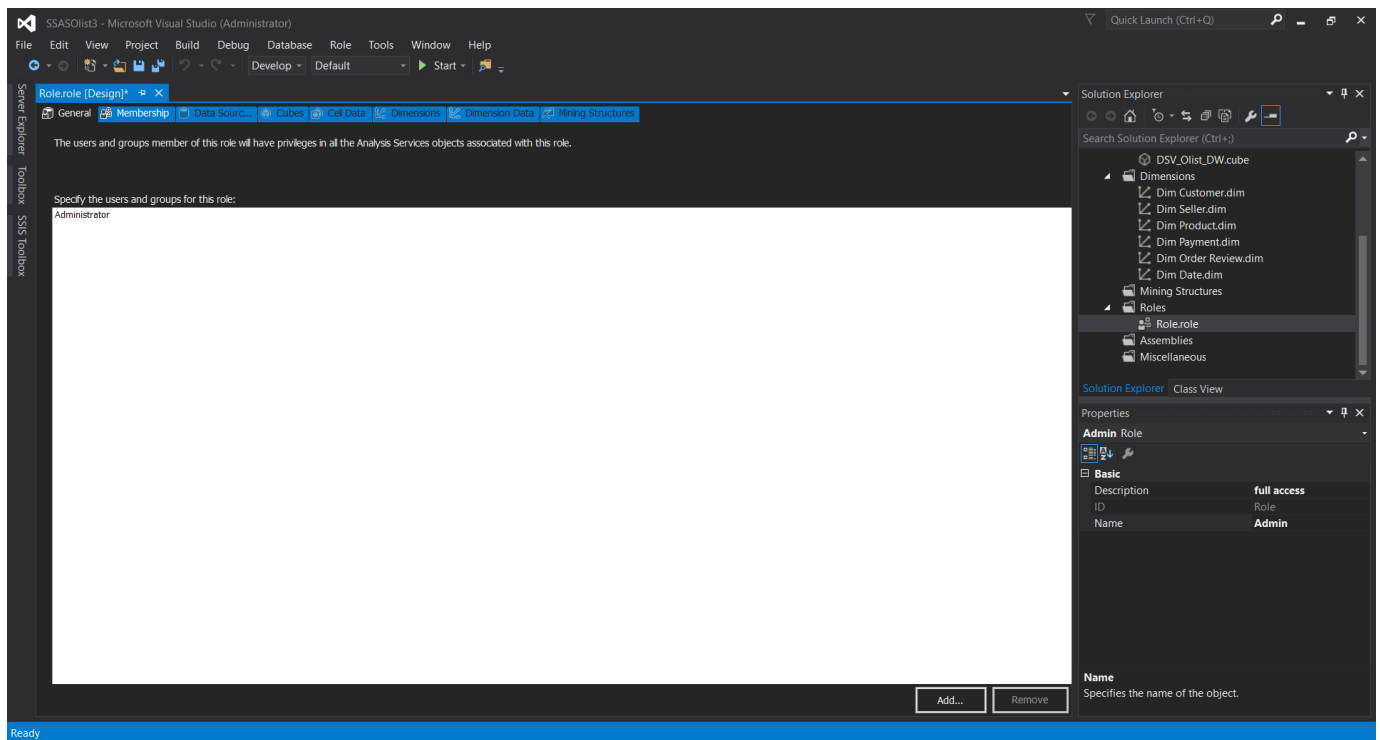 SSASOlist3 - Microsoft Visual Studio (Administrator)
Quick Launch (Ctrl+Q)
File Edit View Project Build Debug Database Role Tools Window Help
Develop Default Start
Server Explorer
Toolbox
SSIS Toolbox
Role.role [Design]*
General Membership Data Sourc... Cubes Cell Data Dimensions Dimension Data Mining Structures
The users and groups member of this role will have privileges in all the Analysis Services objects associated with this role.
Specify the users and groups for this role:
Administrator
Add... Remove
Solution Explorer
Search Solution Explorer (Ctrl+;)
DSV_Olist_DW.cube
Dimensions
Dim Customer.dim
Dim Seller.dim
Dim Product.dim
Dim Payment.dim
Dim Order Review.dim
Dim Date.dim
Mining Structures
Roles
Role.role
Assemblies
Miscellaneous
Solution Explorer Class View
Properties
Admin Role
Basic
Description full access
ID Role
Name Admin
Name
Specifies the name of the object.
Ready